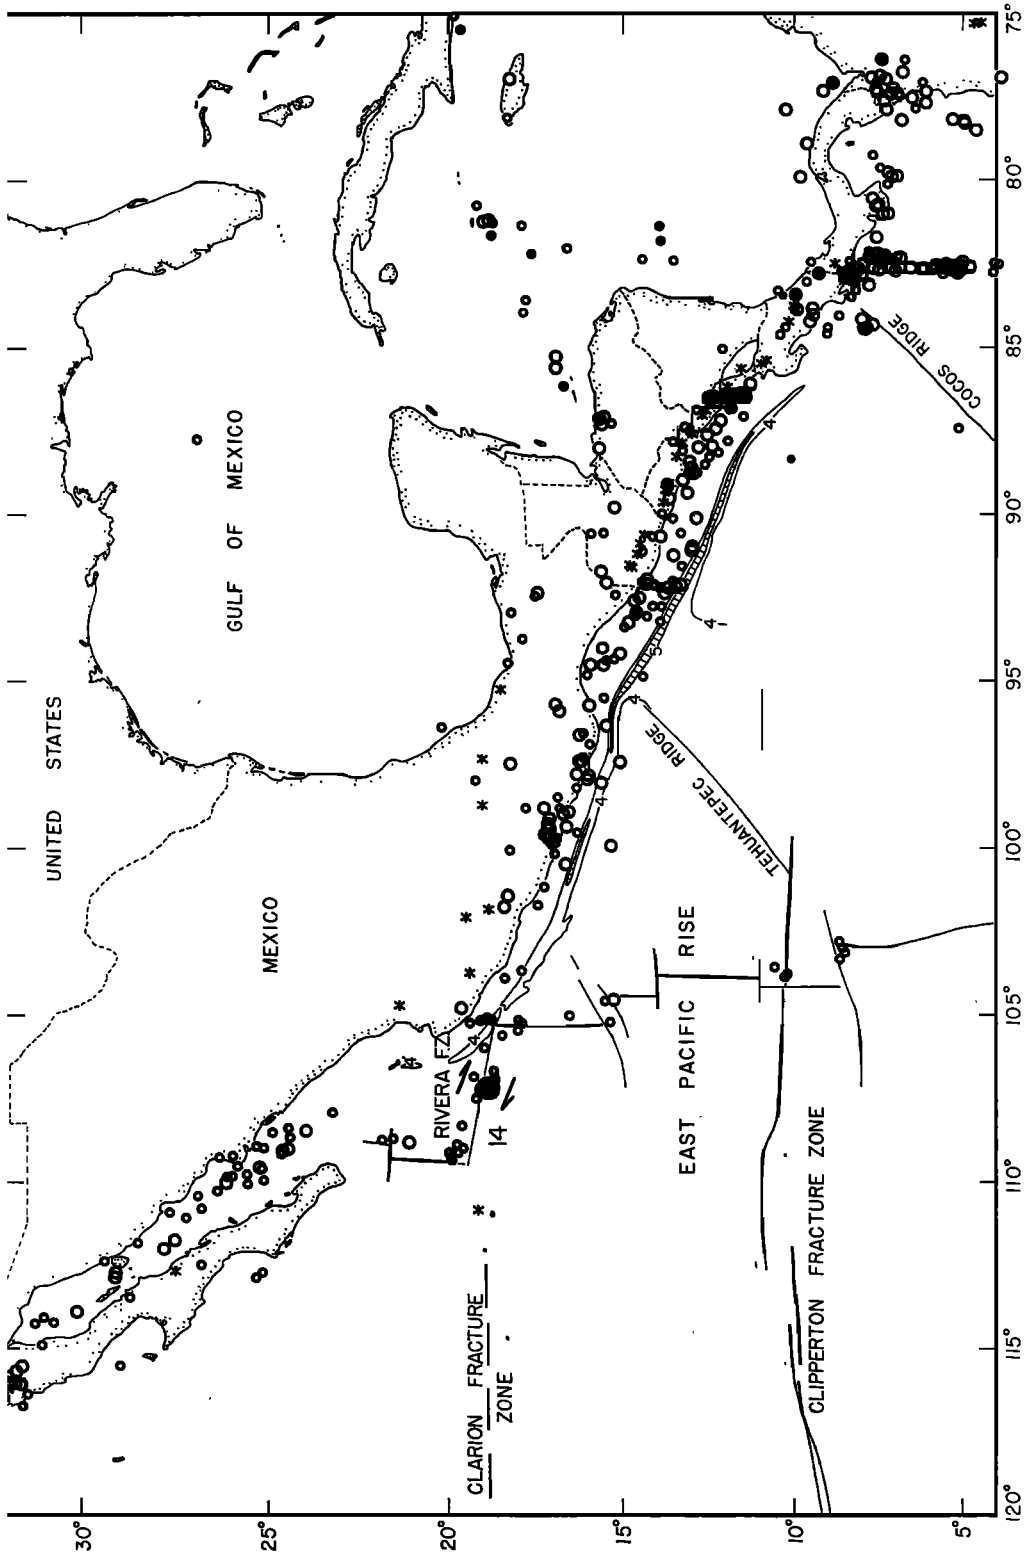 UNITED STATES
GULF OF MEXICO
MEXICO
RIVERA F.Z.
14
CLARION FRACTURE
ZONE
EAST PACIFIC RISE
CLIPPERTON FRACTURE ZONE
TEHUANTEPEC RIDGE
COCOS RIDGE
4
4
4
4
4
5
30°
25°
20°
15°
10°
5°
120°
115°
110°
105°
100°
95°
90°
85°
80°
75°